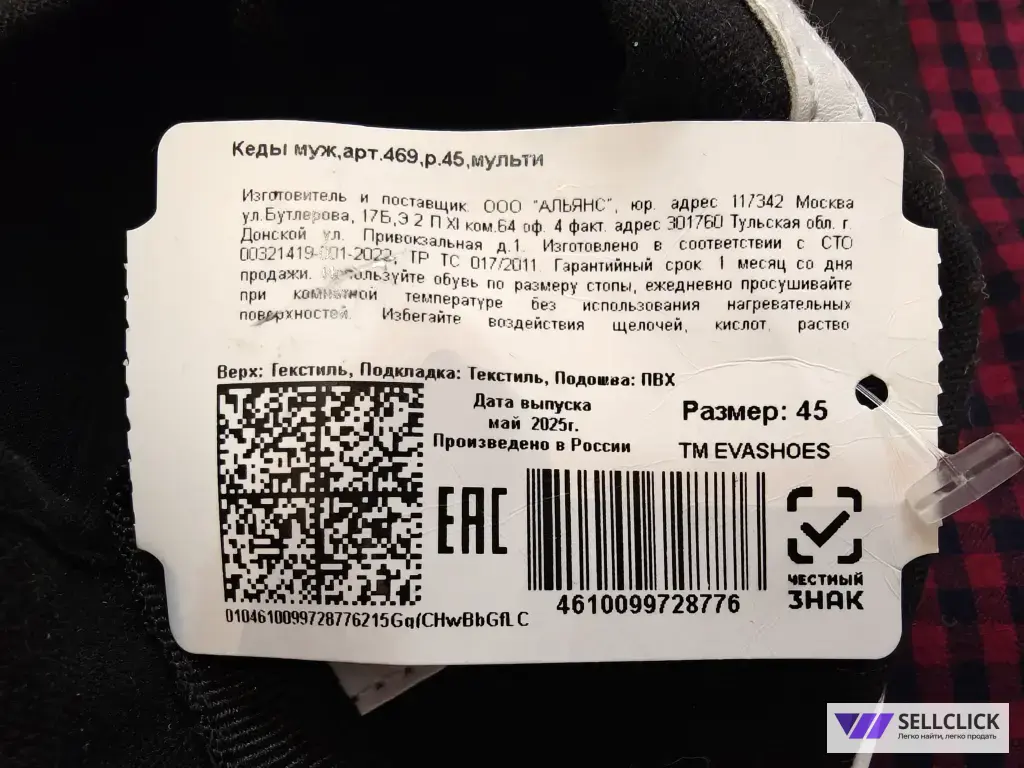 Кеды муж,арт.469,р.45,мульти
Изготовитель и поставщик ООО "АЛЬЯНС", юр. адрес 117342 Москва
ул.Бутлерова, 17Б,Э 2 П XI ком.64 оф. 4 факт. адрес 301760 Тульская обл. г.
Донской ул. Привокзальная д.1. Изготовлено в соответствии с СТО
00321419-001-2022, ТР ТС 017/2011. Гарантийный срок 1 месяц со дня
продажи. Используйте обувь по размеру стопы, ежедневно просушивайте
при комнатной температуре без использования нагревательных
поверхностей. Избегайте воздействия щелочей, кислот, раство
Верх: Текстиль, Подкладка: Текстиль, Подошва: ПВХ
Дата выпуска
май 2025г.
Произведено в России
Размер: 45
TM EVASHOES
EAC
4610099728776
ЧЕСТНЫЙ
ЗНАК
SELLCLICK
Легко найти, легко продать